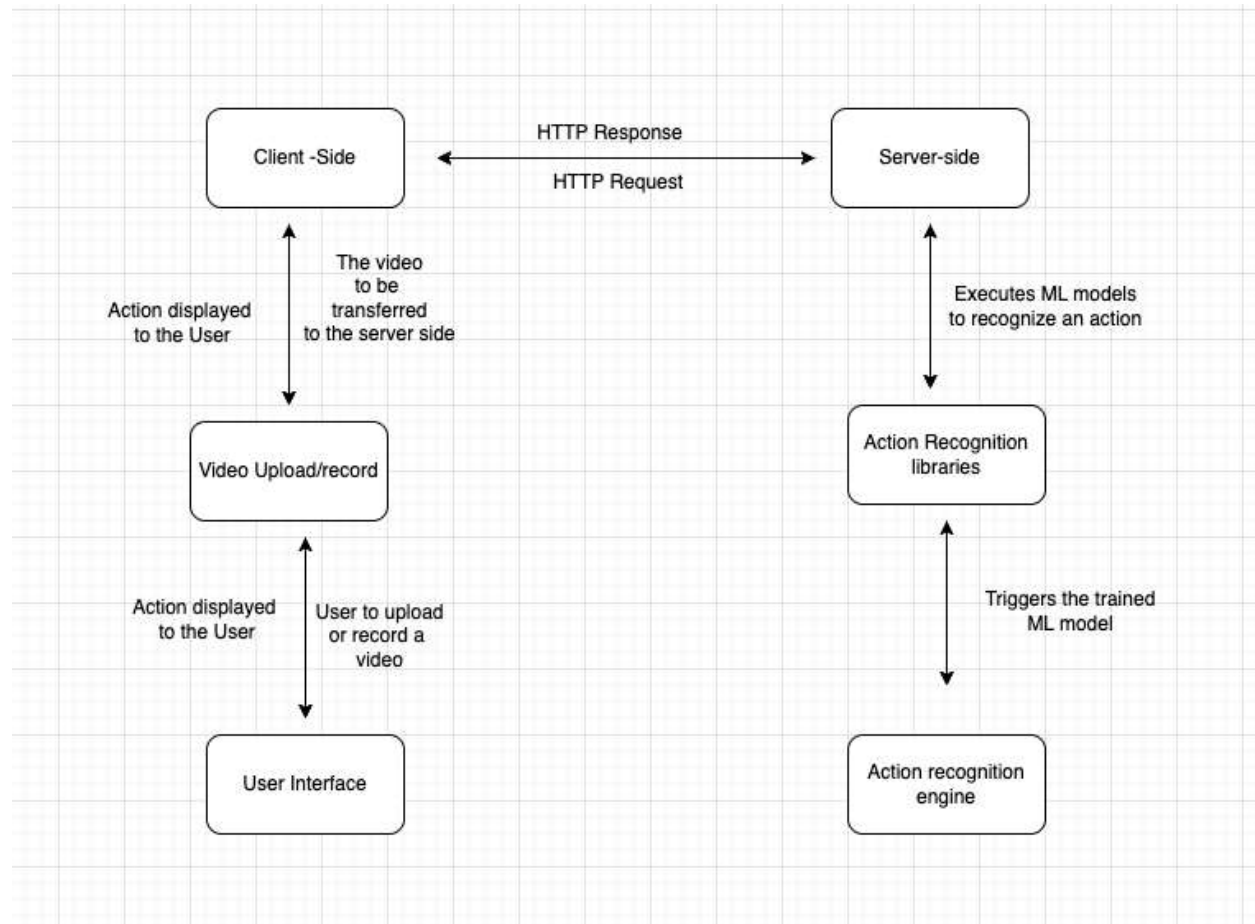 HTTP Response
Client -Side
Server-side
HTTP Request
The video
to be
transferred
to the server side
Action displayed
to the User
Executes ML models
to recognize an action
Video Upload/record
Action Recognition
libraries
Action displayed
to the User
User to upload
or record a
video
Triggers the trained
ML model
User Interface
Action recognition
engine